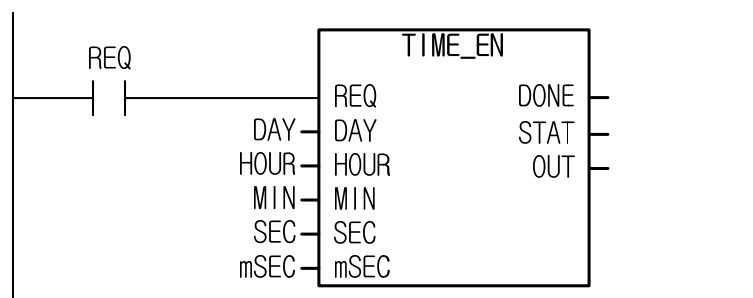 TIME_EN
REQ
REQ DONE
DAY DAY STAT
HOUR HOUR OUT
MIN MIN
SEC SEC
mSEC mSEC